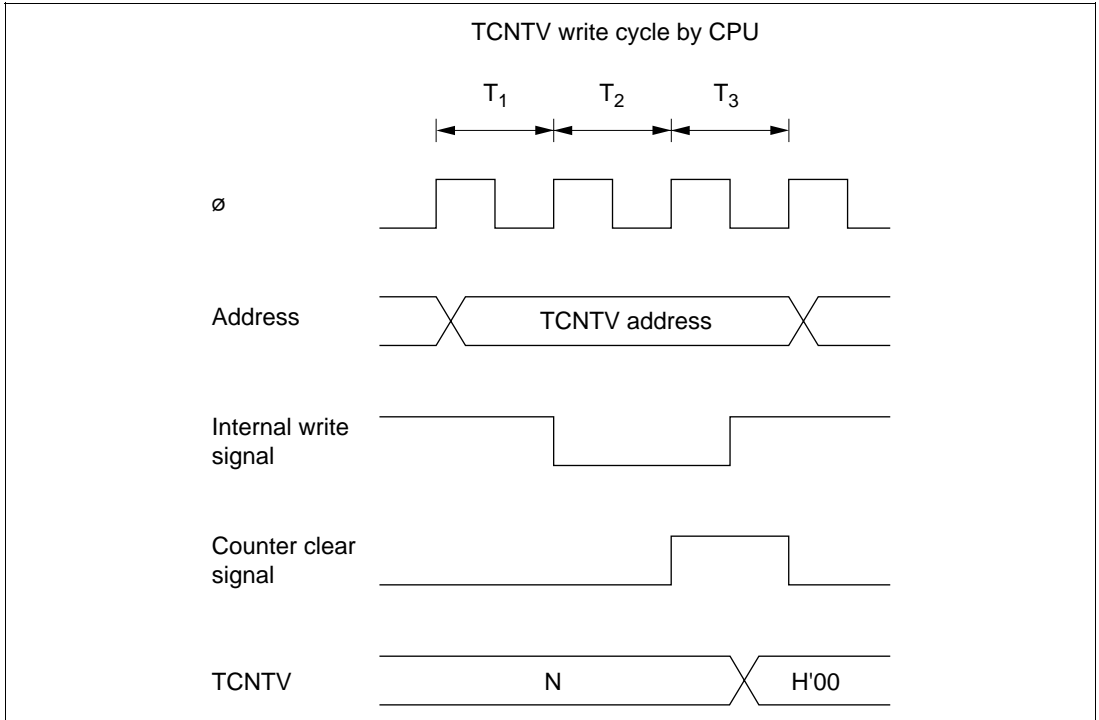 TCNTV write cycle by CPU
T1 T2 T3
ø
Address
TCNTV address
Internal write
signal
Counter clear
signal
TCNTV
N
H'00